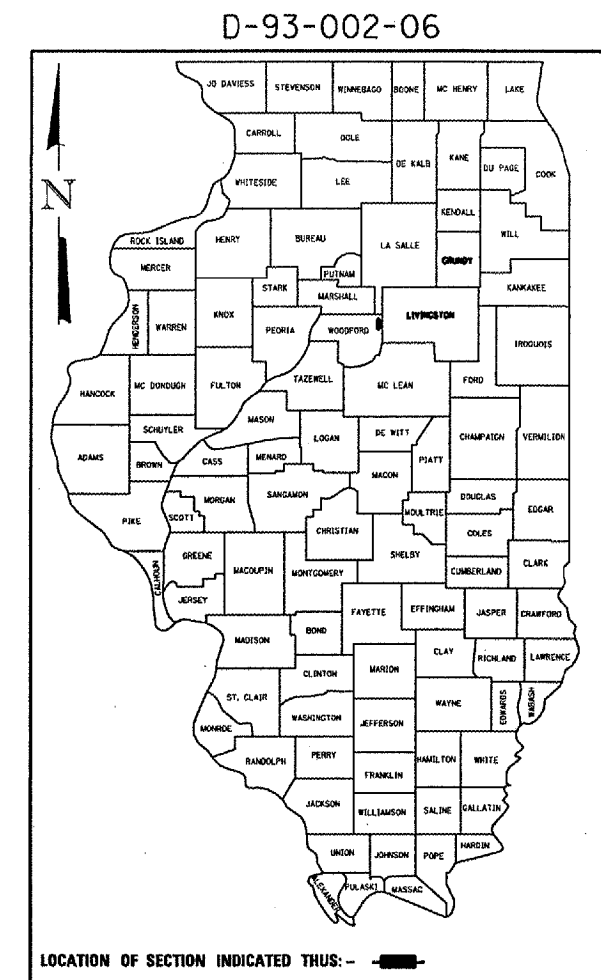 D-93-002-06
JO DAVIESS STEVENSON WINNEBAGO BOONE MC HENRY LAKE
CARROLL OGLE DE KALB KANE DU PAGE COOK
WHITESIDE LEE
KENDALL WILL
ROCK ISLAND HENRY BUREAU LA SALLE GRUNDY
MERCER PUTNAM KANKAKEE
STARK MARSHALL
HENDERSON WARREN KNOX PEORIA WOODFORD LIVINGSTON IROQUOIS
HANCOCK MC DONOUGH FULTON TAZEWELL MC LEAN FORD
MASON
SCHUYLER LOGAN DE WITT CHAMPAIGN VERMILION
ADAMS BROWN CASS MENARD MACON PIATT
PIKE SCOTT MORGAN SANGAMON MOULTRIE DOUGLAS EDGAR
CHRISTIAN COLES
CALHOUN GREENE MACOUPIN MONTGOMERY SHELBY CUMBERLAND CLARK
JERSEY FAYETTE EFFINGHAM JASPER CRAWFORD
MADISON BOND
CLINTON MARION CLAY RICHLAND LAWRENCE
ST. CLAIR WASHINGTON WAYNE EDWARDS WABASH
MONROE JEFFERSON
RANDOLPH PERRY HAMILTON WHITE
FRANKLIN
JACKSON WILLIAMSON SALINE GALLATIN
UNION JOHNSON POPE HARDIN
ALEXANDER PULASKI MASSAC
N
LOCATION OF SECTION INDICATED THUS:-